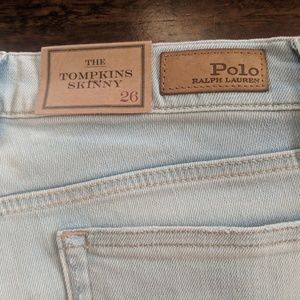 THE
TOMPKINS
SKINNY
26
Polo
RALPH LAUREN